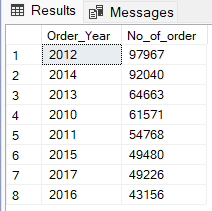 Results Messages
Order_Year No_of_order
1 2012 97967
2 2014 92040
3 2013 64663
4 2010 61571
5 2011 54768
6 2015 49480
7 2017 49226
8 2016 43156